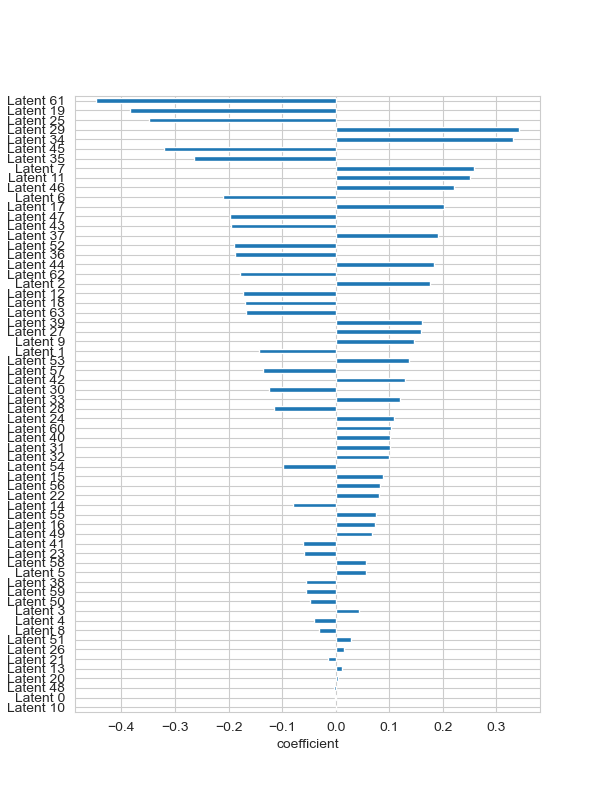 Latent 61
Latent 19
Latent 25
Latent 29
Latent 34
Latent 45
Latent 35
Latent 7
Latent 11
Latent 46
Latent 6
Latent 17
Latent 47
Latent 43
Latent 37
Latent 52
Latent 36
Latent 44
Latent 62
Latent 2
Latent 12
Latent 18
Latent 63
Latent 39
Latent 27
Latent 9
Latent 1
Latent 53
Latent 57
Latent 42
Latent 30
Latent 33
Latent 28
Latent 24
Latent 60
Latent 40
Latent 31
Latent 32
Latent 54
Latent 15
Latent 56
Latent 22
Latent 14
Latent 55
Latent 16
Latent 49
Latent 41
Latent 23
Latent 58
Latent 5
Latent 38
Latent 59
Latent 50
Latent 3
Latent 4
Latent 8
Latent 51
Latent 26
Latent 21
Latent 13
Latent 20
Latent 48
Latent 0
Latent 10
−0.4 −0.3 −0.2 −0.1 0.0 0.1 0.2 0.3
coefficient